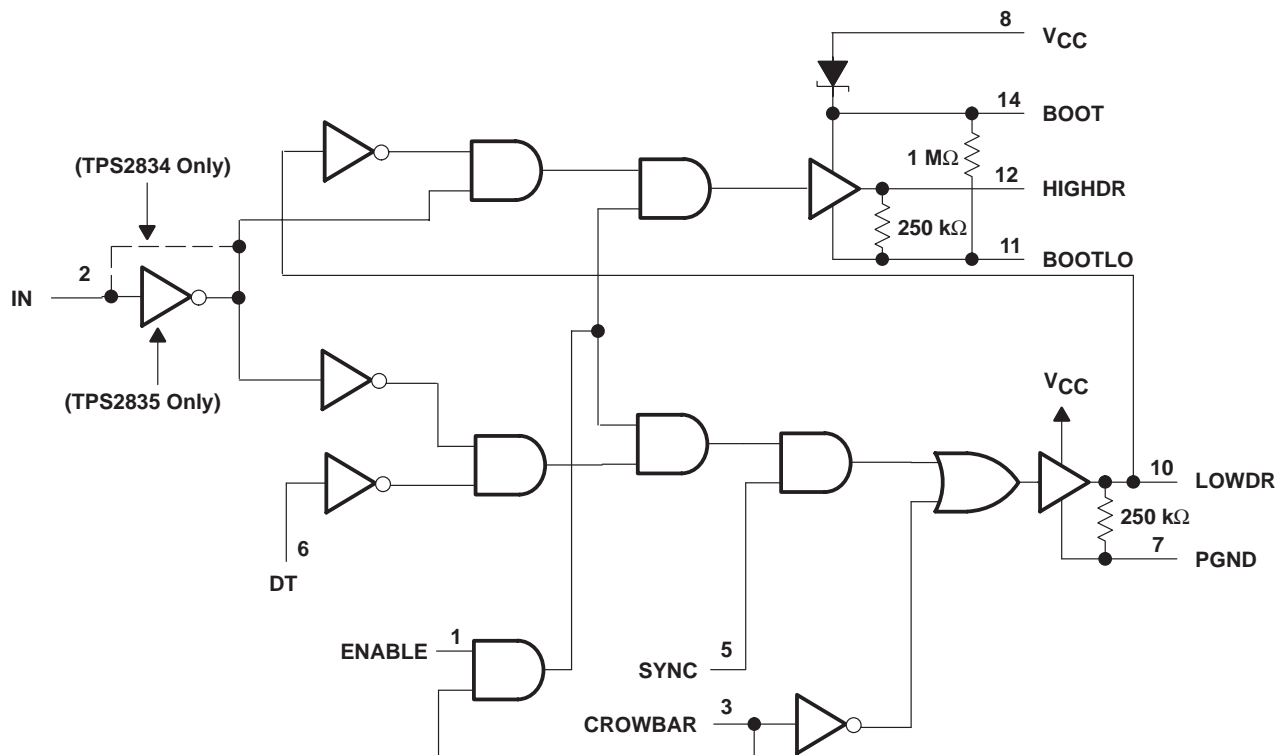 8
VCC
14
BOOT
(TPS2834 Only)
1 MΩ
12
HIGHDR
250 kΩ
11
BOOTLO
2
IN
(TPS2835 Only)
VCC
10
LOWDR
250 kΩ
6
7
PGND
DT
1
ENABLE
5
SYNC
3
CROWBAR